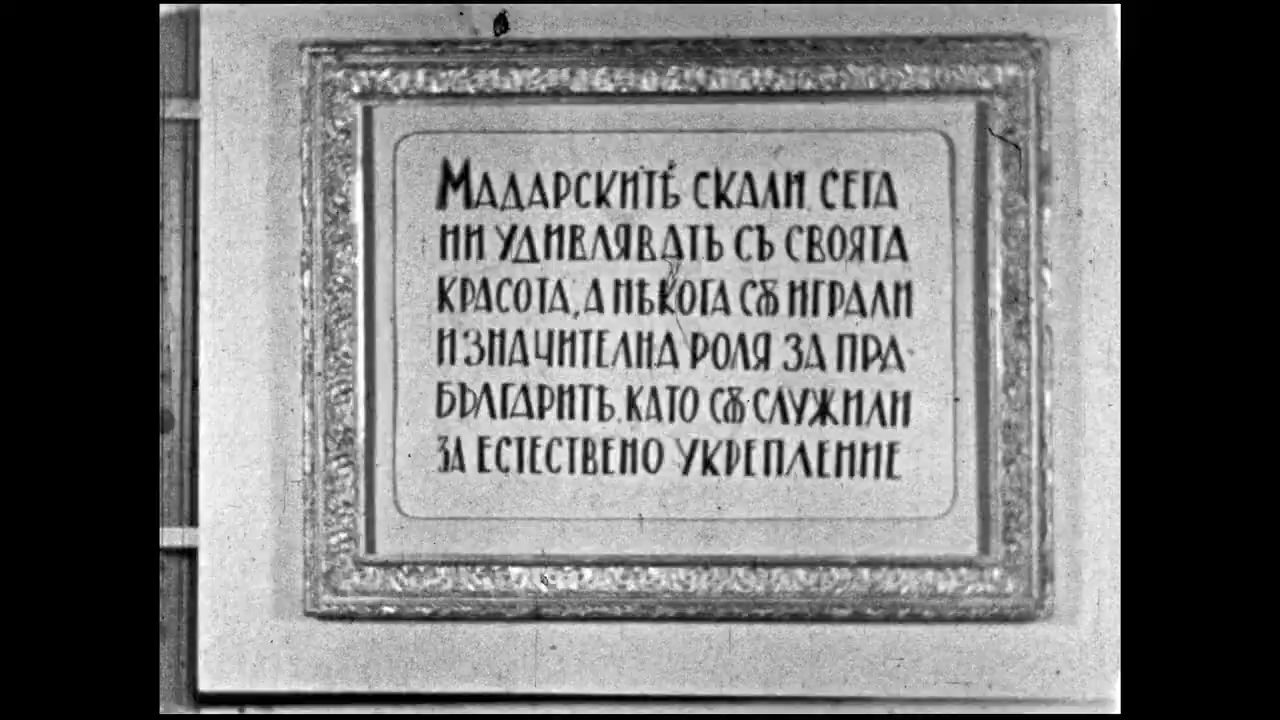 Мадарскитѣ скали, сега
ни удивляватъ съ своята
красота, а нѣкога сѫ играли
и значителна роля за пра-
българитѣ, като сѫ служили
за естествено укрепление